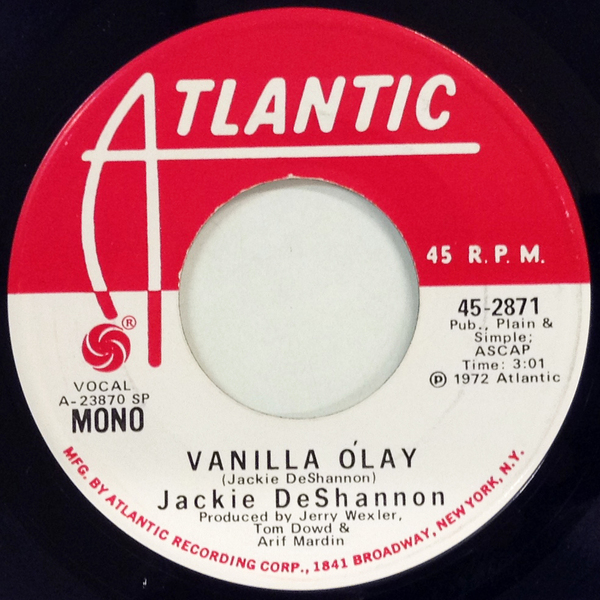 ATLANTIC
45 R.P.M.
45-2871
Pub., Plain &
Simple;
ASCAP
Time: 3:01
℗ 1972 Atlantic
®
VOCAL
A-23870 SP
MONO
VANILLA O'LAY
(Jackie DeShannon)
Jackie DeShannon
Produced by Jerry Wexler,
Tom Dowd &
Arif Mardin
MFG. BY ATLANTIC RECORDING CORP., 1841 BROADWAY, NEW YORK, N.Y.